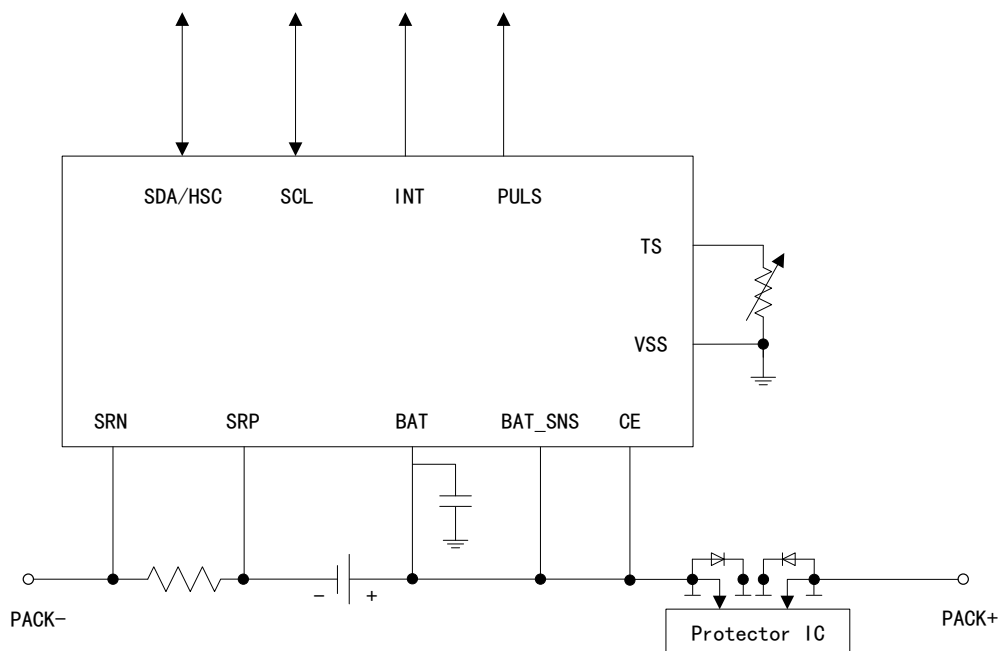 SDA/HSC SCL INT PULS
TS
VSS
SRN SRP BAT BAT_SNS CE
- +
PACK- PACK+
Protector IC